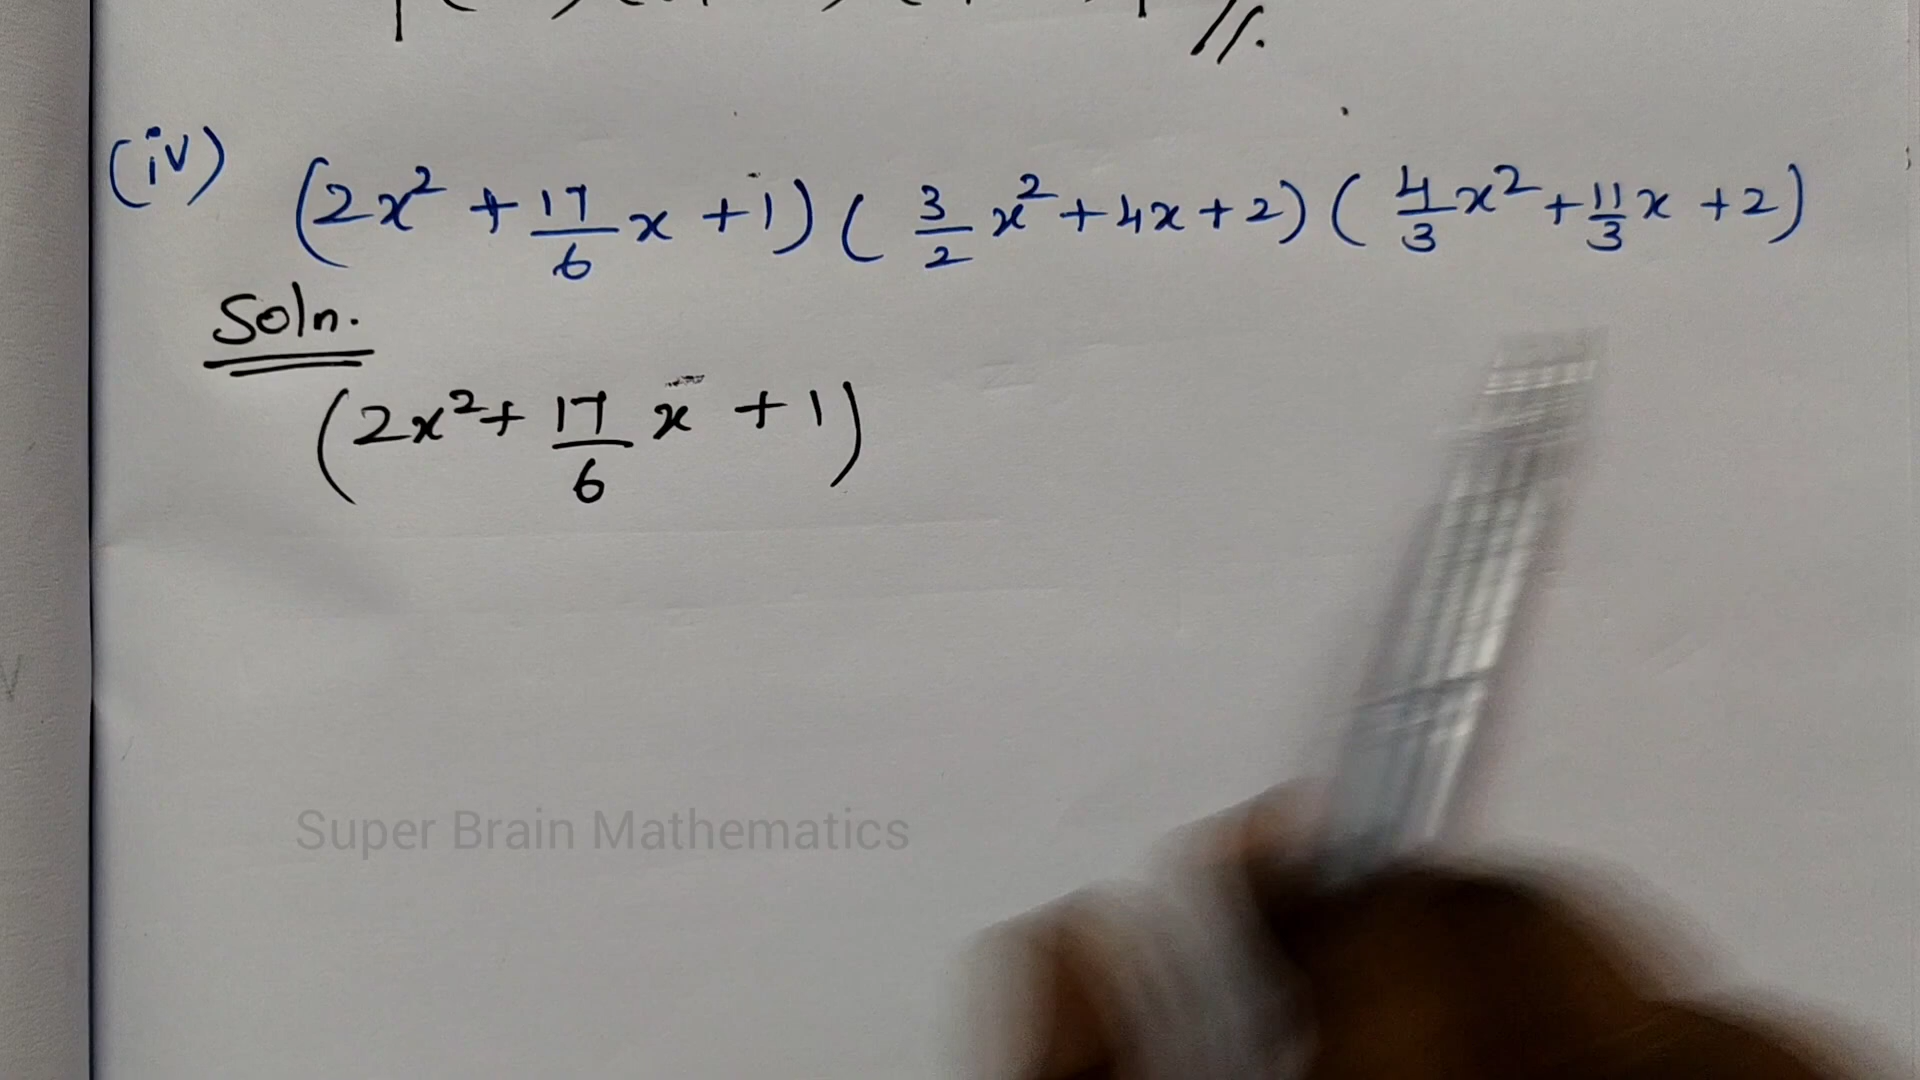 (iv) (2x² + 17/6 x + 1) ( 3/2 x² + 4x + 2) ( 4/3 x² + 11/3 x + 2)
Soln.
(2x² + 17/6 x + 1)
Super Brain Mathematics